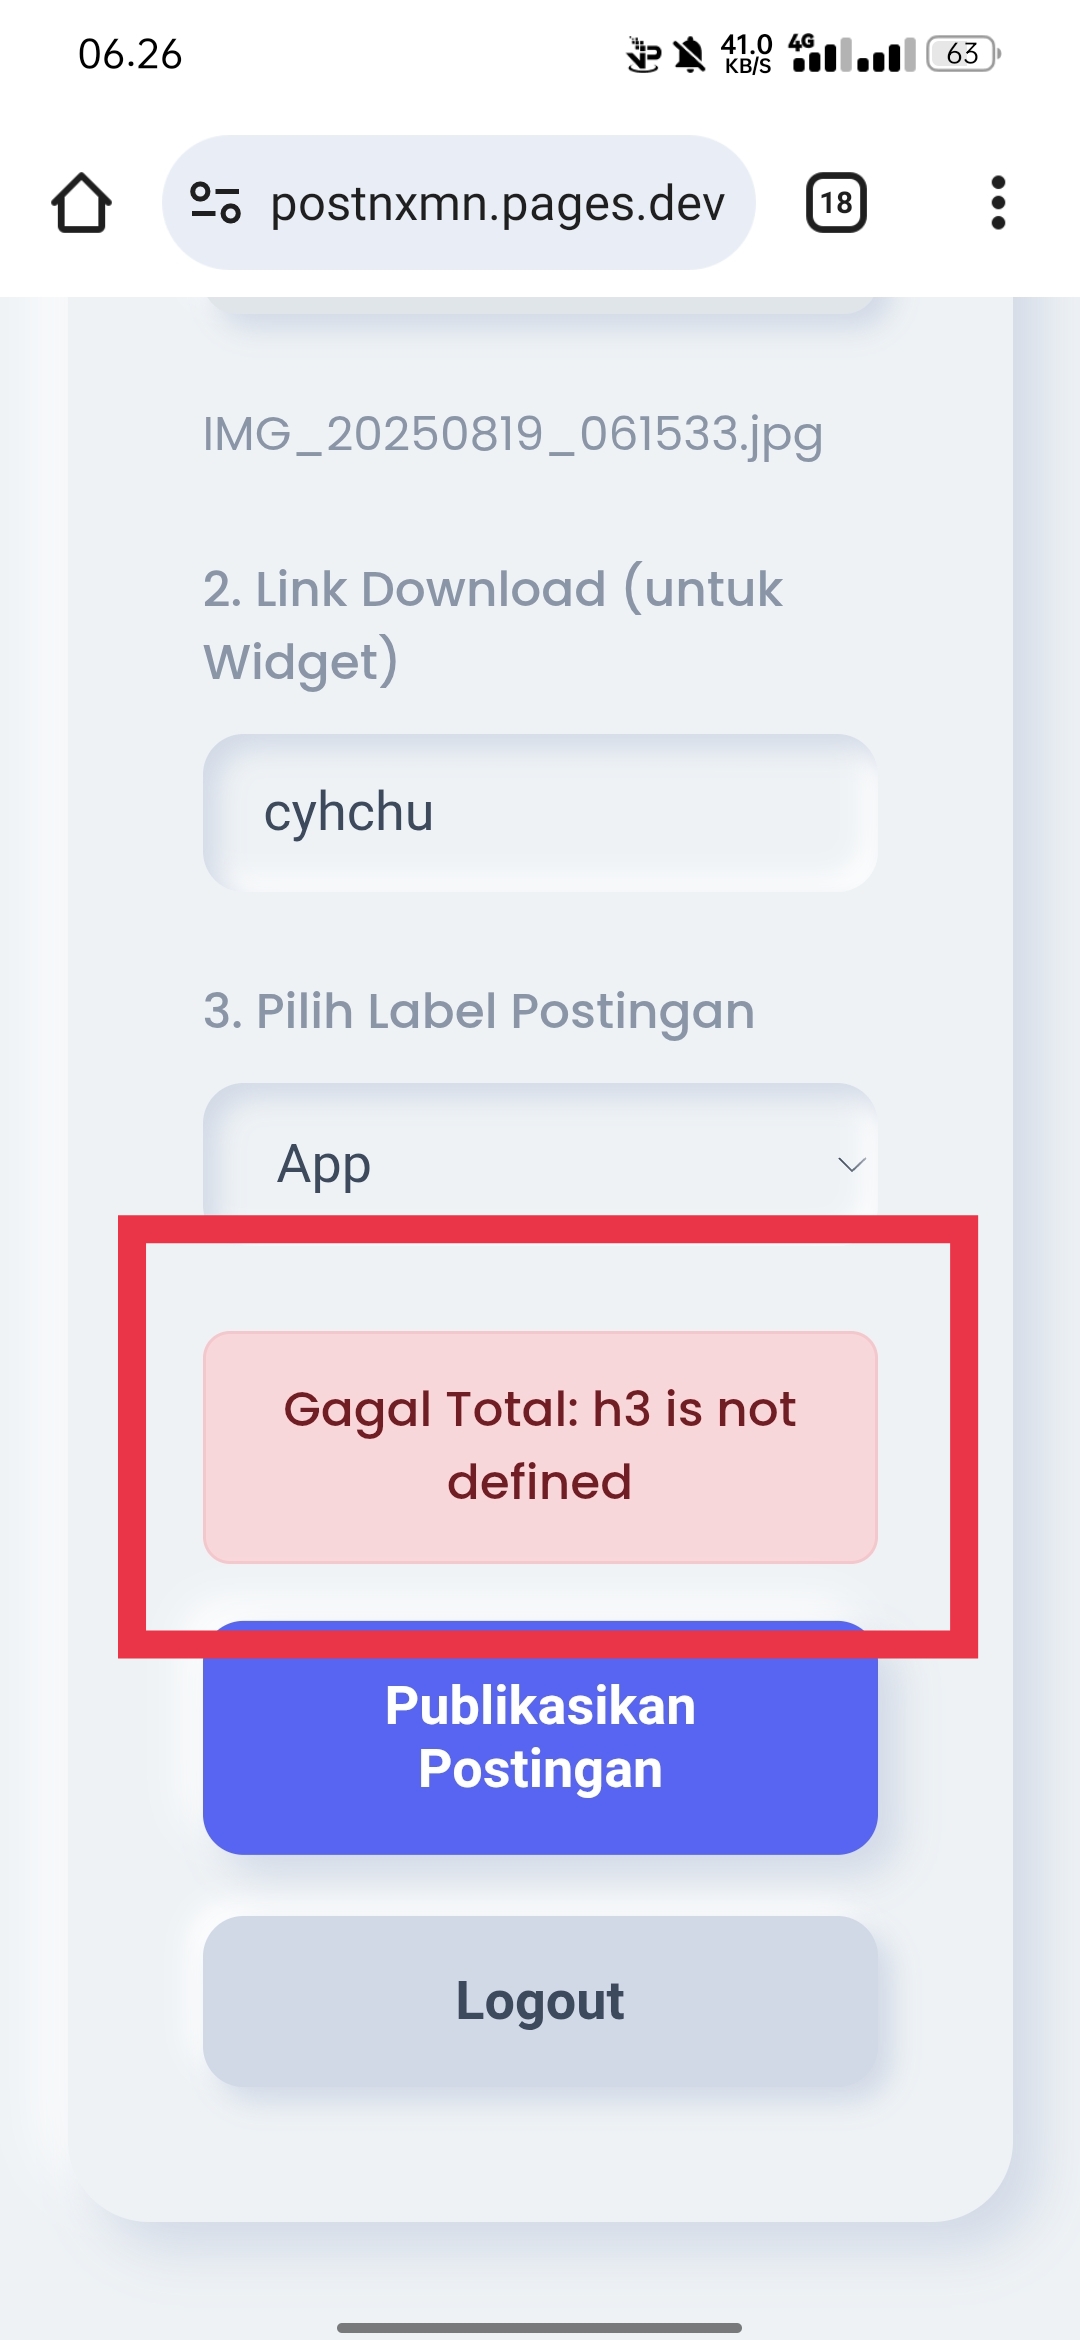 06.26
41.0
KB/S
4G
63
postnxmn.pages.dev
18
IMG_20250819_061533.jpg
2. Link Download (untuk
Widget)
cyhchu
3. Pilih Label Postingan
App
Gagal Total: h3 is not
defined
Publikasikan
Postingan
Logout